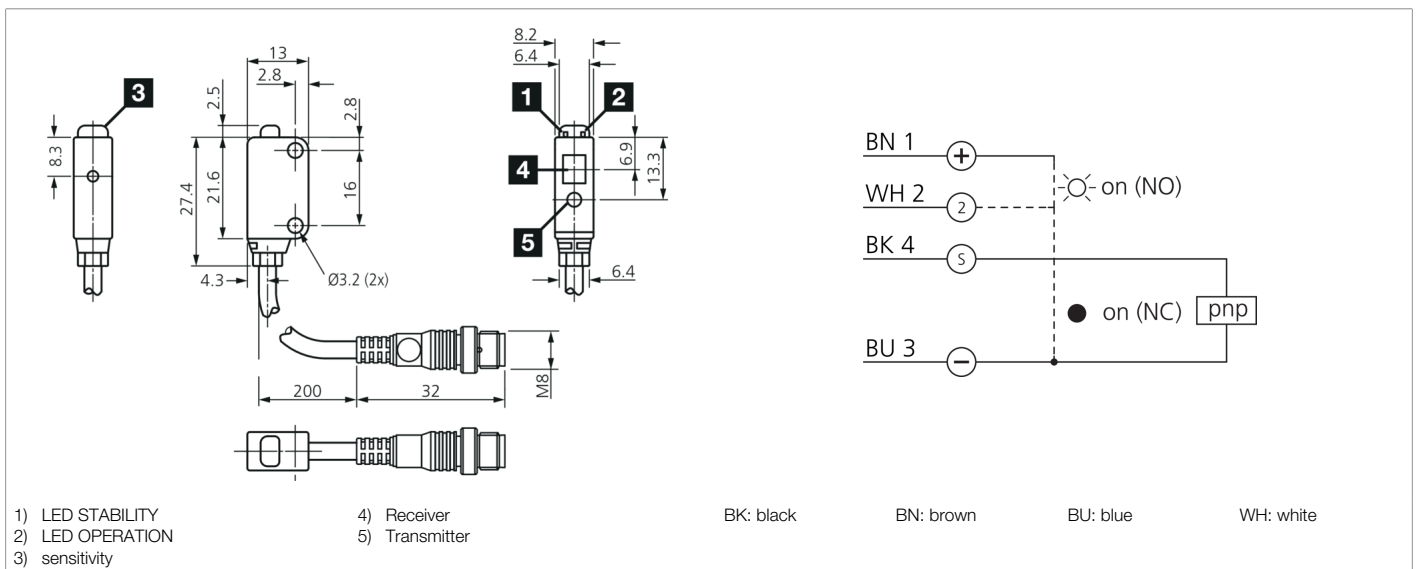 8.2
6.4
13
2.8
1
2
3
2.5
2.8
8.3
27.4
21.6
16
4
6.9
13.3
5
4.3
Ø3.2 (2x)
6.4
200
32
M8
BN 1
+
on (NO)
WH 2
2
BK 4
S
on (NC)
pnp
BU 3
−
1) LED STABILITY
2) LED OPERATION
3) sensitivity
4) Receiver
5) Transmitter
BK: black
BN: brown
BU: blue
WH: white